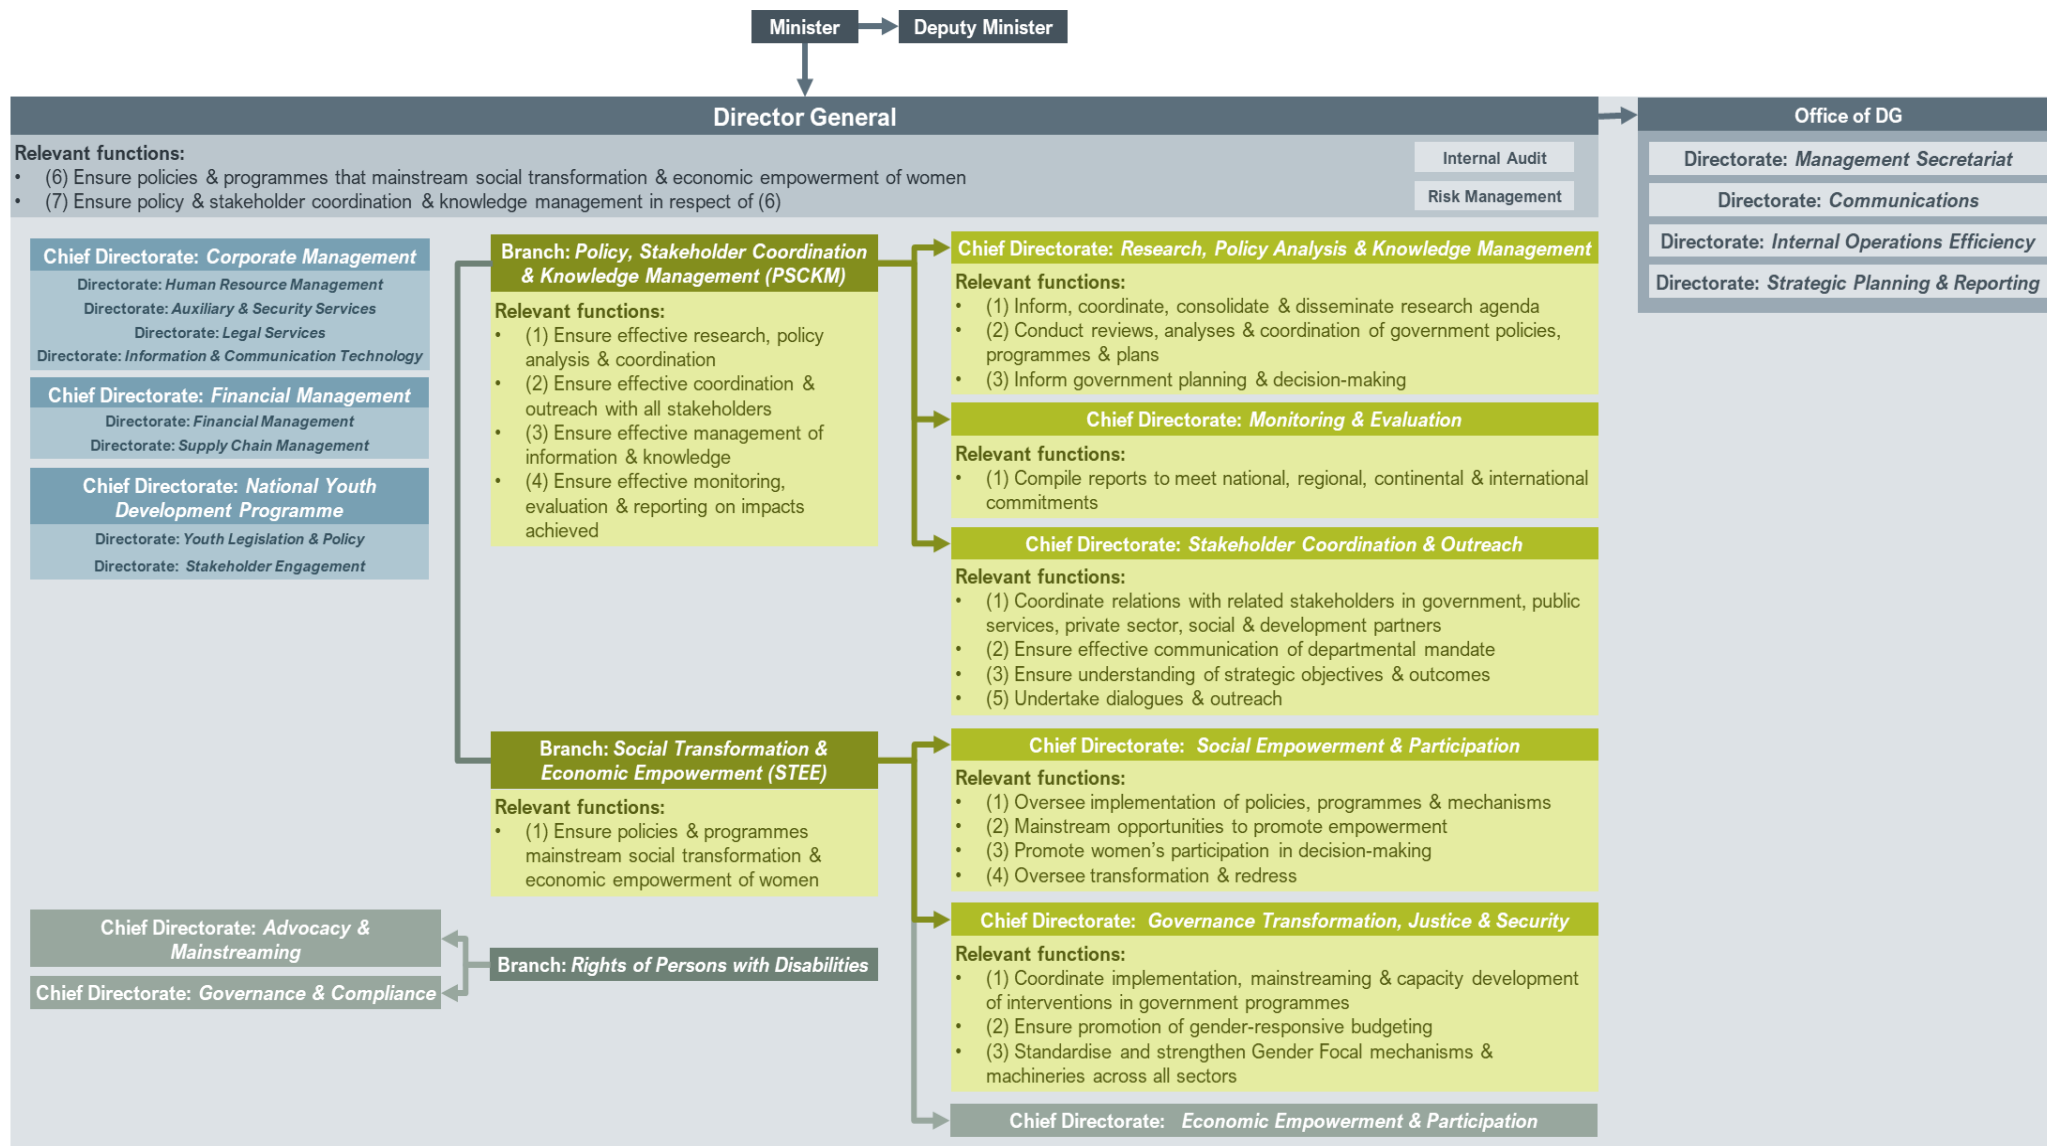 Minister
Deputy Minister
Director General
Relevant functions:
• (6) Ensure policies & programmes that mainstream social transformation & economic empowerment of women
• (7) Ensure policy & stakeholder coordination & knowledge management in respect of (6)
Internal Audit
Risk Management
Office of DG
Directorate: Management Secretariat
Directorate: Communications
Directorate: Internal Operations Efficiency
Directorate: Strategic Planning & Reporting
Chief Directorate: Corporate Management
Directorate: Human Resource Management
Directorate: Auxiliary & Security Services
Directorate: Legal Services
Directorate: Information & Communication Technology
Chief Directorate: Financial Management
Directorate: Financial Management
Directorate: Supply Chain Management
Chief Directorate: National Youth
Development Programme
Directorate: Youth Legislation & Policy
Directorate: Stakeholder Engagement
Branch: Policy, Stakeholder Coordination
& Knowledge Management (PSCKM)
Relevant functions:
• (1) Ensure effective research, policy
analysis & coordination
• (2) Ensure effective coordination &
outreach with all stakeholders
• (3) Ensure effective management of
information & knowledge
• (4) Ensure effective monitoring,
evaluation & reporting on impacts
achieved
Chief Directorate: Research, Policy Analysis & Knowledge Management
Relevant functions:
• (1) Inform, coordinate, consolidate & disseminate research agenda
• (2) Conduct reviews, analyses & coordination of government policies,
programmes & plans
• (3) Inform government planning & decision-making
Chief Directorate: Monitoring & Evaluation
Relevant functions:
• (1) Compile reports to meet national, regional, continental & international
commitments
Chief Directorate: Stakeholder Coordination & Outreach
Relevant functions:
• (1) Coordinate relations with related stakeholders in government, public
services, private sector, social & development partners
• (2) Ensure effective communication of departmental mandate
• (3) Ensure understanding of strategic objectives & outcomes
• (5) Undertake dialogues & outreach
Branch: Social Transformation &
Economic Empowerment (STEE)
Relevant functions:
• (1) Ensure policies & programmes
mainstream social transformation &
economic empowerment of women
Chief Directorate: Social Empowerment & Participation
Relevant functions:
• (1) Oversee implementation of policies, programmes & mechanisms
• (2) Mainstream opportunities to promote empowerment
• (3) Promote women's participation in decision-making
• (4) Oversee transformation & redress
Chief Directorate: Governance Transformation, Justice & Security
Relevant functions:
• (1) Coordinate implementation, mainstreaming & capacity development
of interventions in government programmes
• (2) Ensure promotion of gender-responsive budgeting
• (3) Standardise and strengthen Gender Focal mechanisms &
machineries across all sectors
Chief Directorate: Economic Empowerment & Participation
Branch: Rights of Persons with Disabilities
Chief Directorate: Advocacy &
Mainstreaming
Chief Directorate: Governance & Compliance